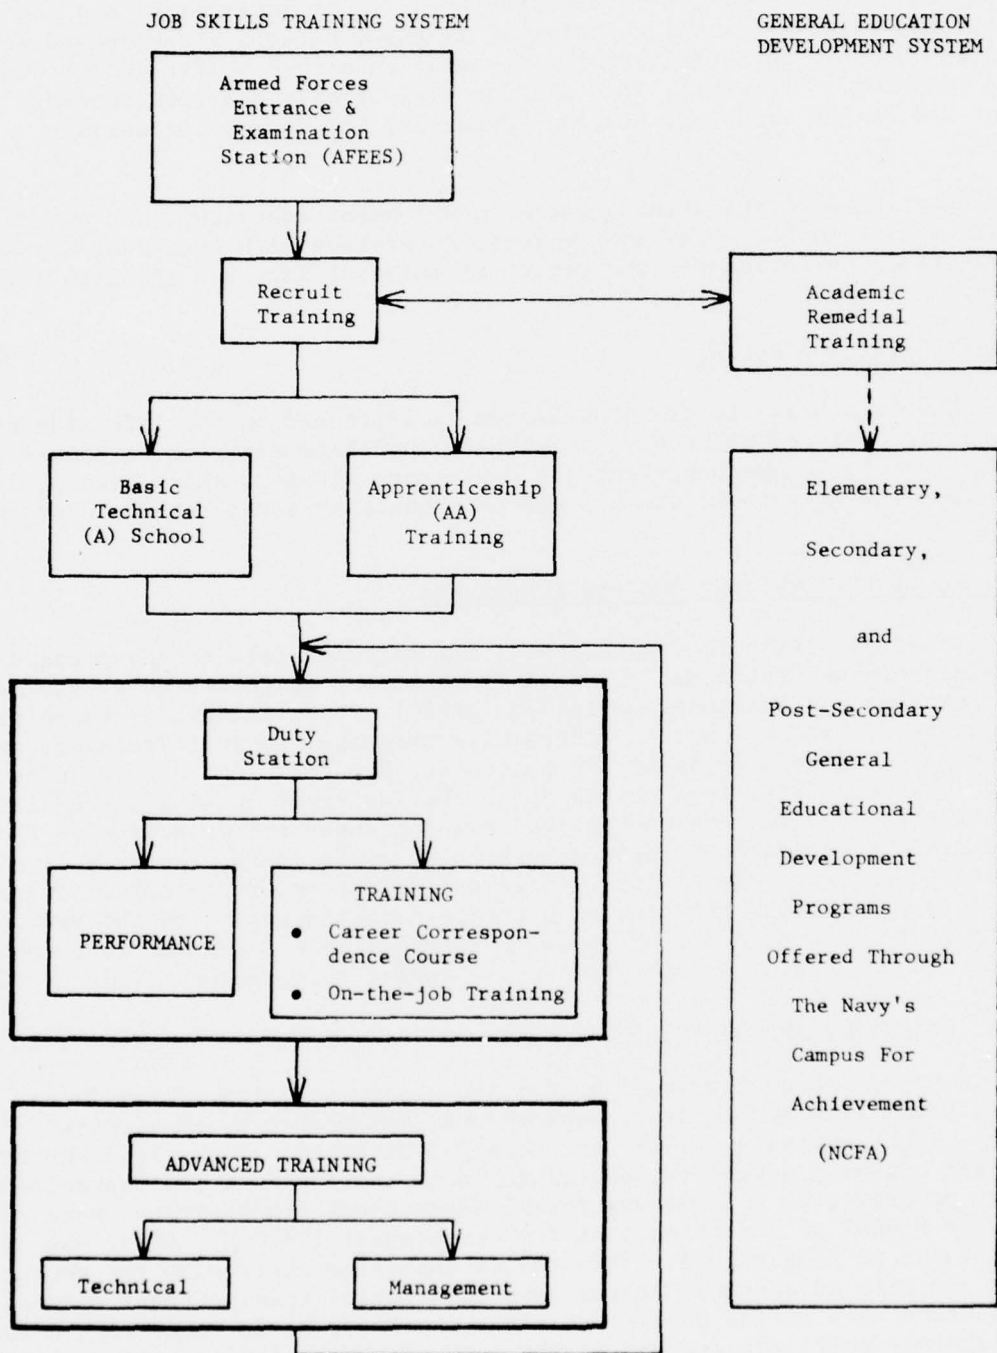 JOB SKILLS TRAINING SYSTEM
GENERAL EDUCATION
DEVELOPMENT SYSTEM
Armed Forces
Entrance &
Examination
Station (AFEES)
Recruit
Training
Academic
Remedial
Training
Basic
Technical
(A) School
Apprenticeship
(AA)
Training
Duty
Station
PERFORMANCE
TRAINING
• Career Correspon-
dence Course
• On-the-job Training
ADVANCED TRAINING
Technical
Management
Elementary,
Secondary,
and
Post-Secondary
General
Educational
Development
Programs
Offered Through
The Navy's
Campus For
Achievement
(NCFA)